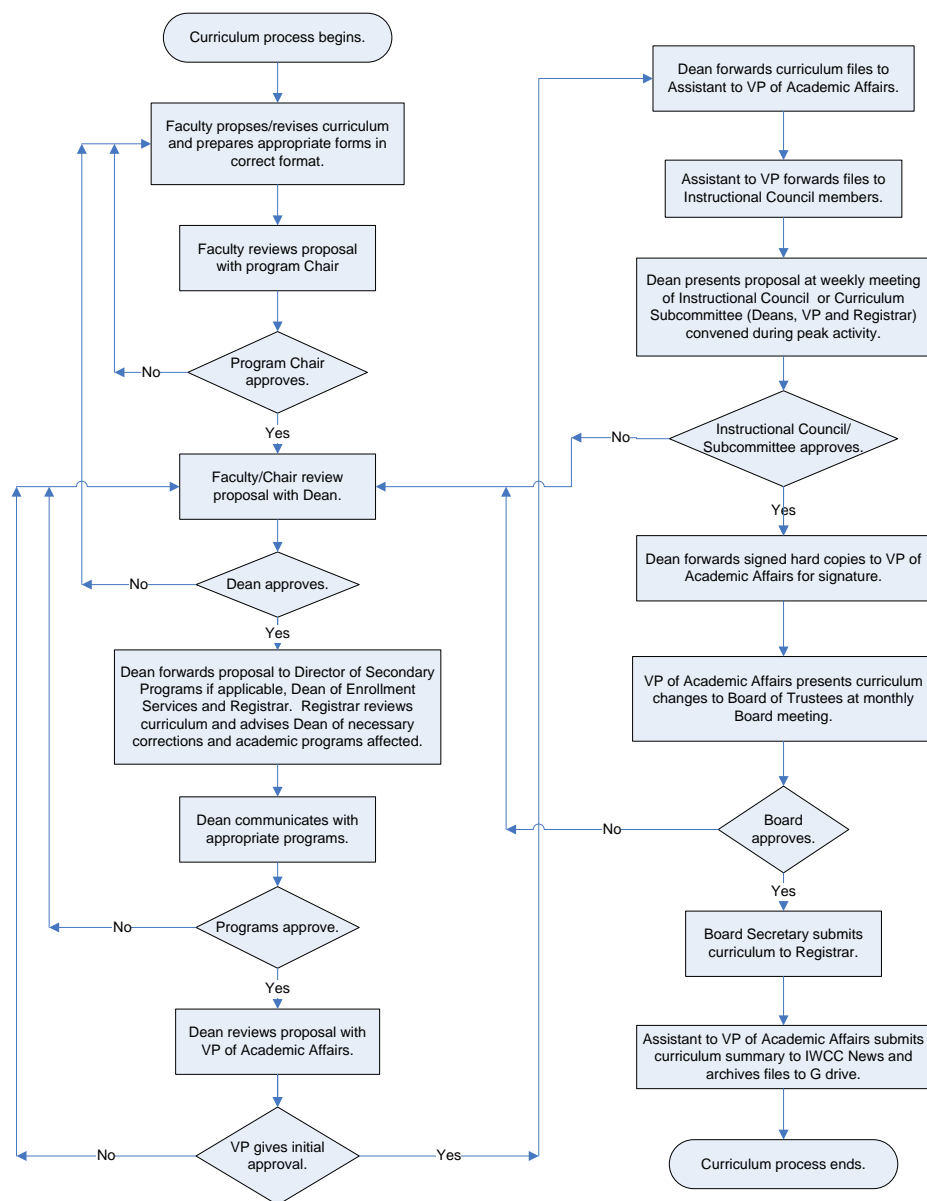 Curriculum process begins.
Faculty propses/revises curriculum
and prepares appropriate forms in
correct format.
Faculty reviews proposal
with program Chair
Program Chair
approves.
No
Yes
Faculty/Chair review
proposal with Dean.
Dean approves.
No
Yes
Dean forwards proposal to Director of Secondary
Programs if applicable, Dean of Enrollment
Services and Registrar.  Registrar reviews
curriculum and advises Dean of necessary
corrections and academic programs affected.
Dean communicates with
appropriate programs.
Programs approve.
No
Yes
Dean reviews proposal with
VP of Academic Affairs.
VP gives initial
approval.
No
Yes
Dean forwards curriculum files to
Assistant to VP of Academic Affairs.
Assistant to VP forwards files to
Instructional Council members.
Dean presents proposal at weekly meeting
of Instructional Council  or Curriculum
Subcommittee (Deans, VP and Registrar)
convened during peak activity.
Instructional Council/
Subcommittee approves.
No
Yes
Dean forwards signed hard copies to VP of
Academic Affairs for signature.
VP of Academic Affairs presents curriculum
changes to Board of Trustees at monthly
Board meeting.
Board
approves.
No
Yes
Board Secretary submits
curriculum to Registrar.
Assistant to VP of Academic Affairs submits
curriculum summary to IWCC News and
archives files to G drive.
Curriculum process ends.